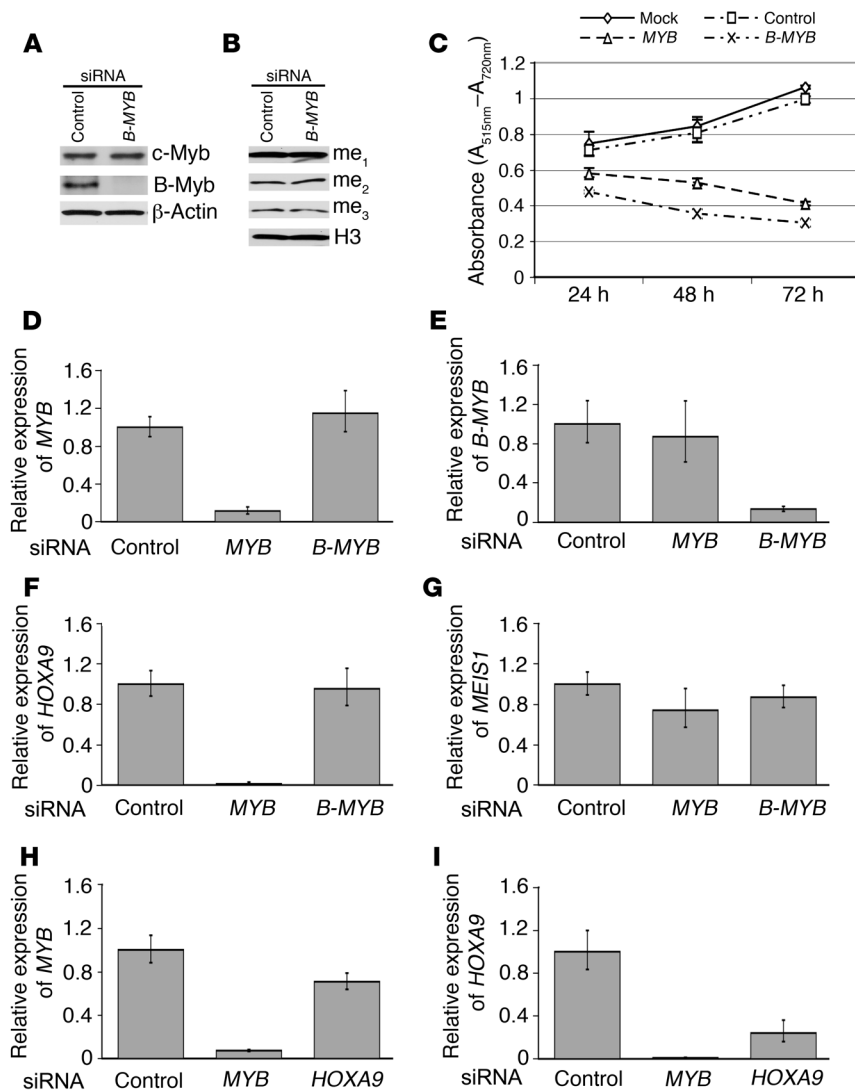 A
siRNA
Control
B-MYB
c-Myb
B-Myb
β-Actin
B
siRNA
Control
B-MYB
me1
me2
me3
H3
C
Mock Control
MYB B-MYB
Absorbance (A515nm–A720nm)
1.2
1
0.8
0.6
0.4
0.2
0
24 h 48 h 72 h
D
Relative expression
of MYB
1.6
1.2
0.8
0.4
0
siRNA Control MYB B-MYB
E
Relative expression
of B-MYB
1.6
1.2
0.8
0.4
0
siRNA Control MYB B-MYB
F
Relative expression
of HOXA9
1.6
1.2
0.8
0.4
0
siRNA Control MYB B-MYB
G
Relative expression
of MEIS1
1.6
1.2
0.8
0.4
0
siRNA Control MYB B-MYB
H
Relative expression
of MYB
1.6
1.2
0.8
0.4
0
siRNA Control MYB HOXA9
I
Relative expression
of HOXA9
1.6
1.2
0.8
0.4
0
siRNA Control MYB HOXA9